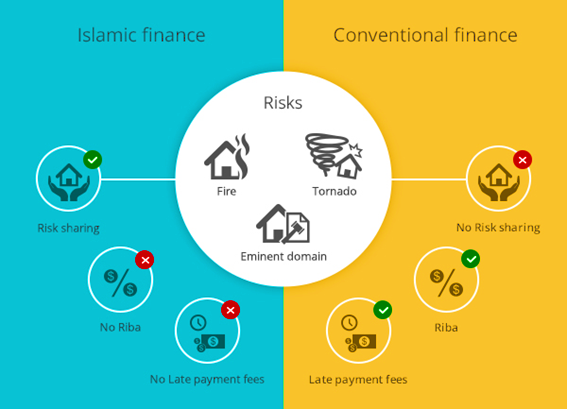 Islamic finance
Conventional finance
Risks
Fire
Tornado
Eminent domain
Risk sharing
No Risk sharing
No Riba
Riba
No Late payment fees
Late payment fees